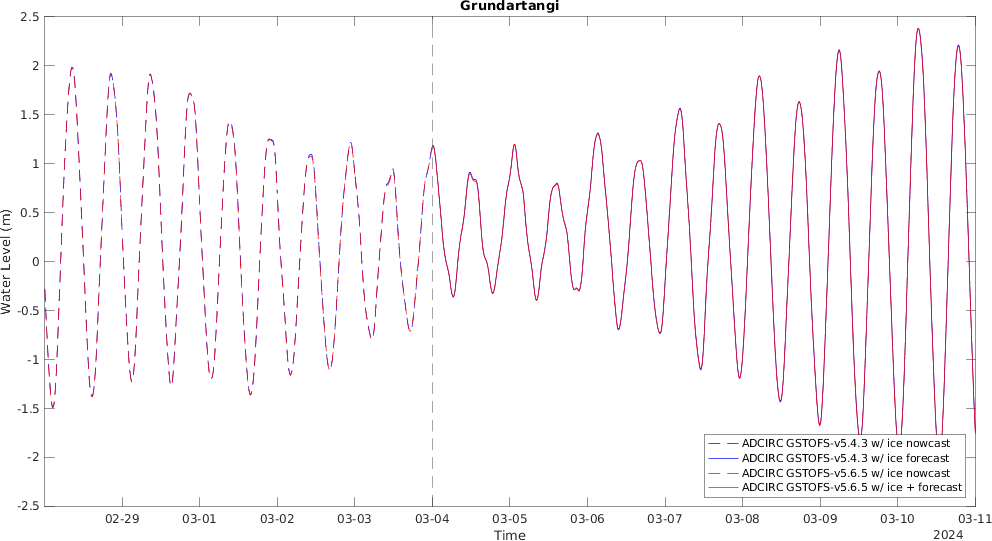 Grundartangi
2.5
2
1.5
1
0.5
0
-0.5
-1
-1.5
-2
-2.5
Water Level (m)
ADCIRC GSTOFS-v5.4.3 w/ ice nowcast
ADCIRC GSTOFS-v5.4.3 w/ ice forecast
ADCIRC GSTOFS-v5.6.5 w/ ice nowcast
ADCIRC GSTOFS-v5.6.5 w/ ice + forecast
02-29 03-01 03-02 03-03 03-04 03-05 03-06 03-07 03-08 03-09 03-10 03-11
Time
2024